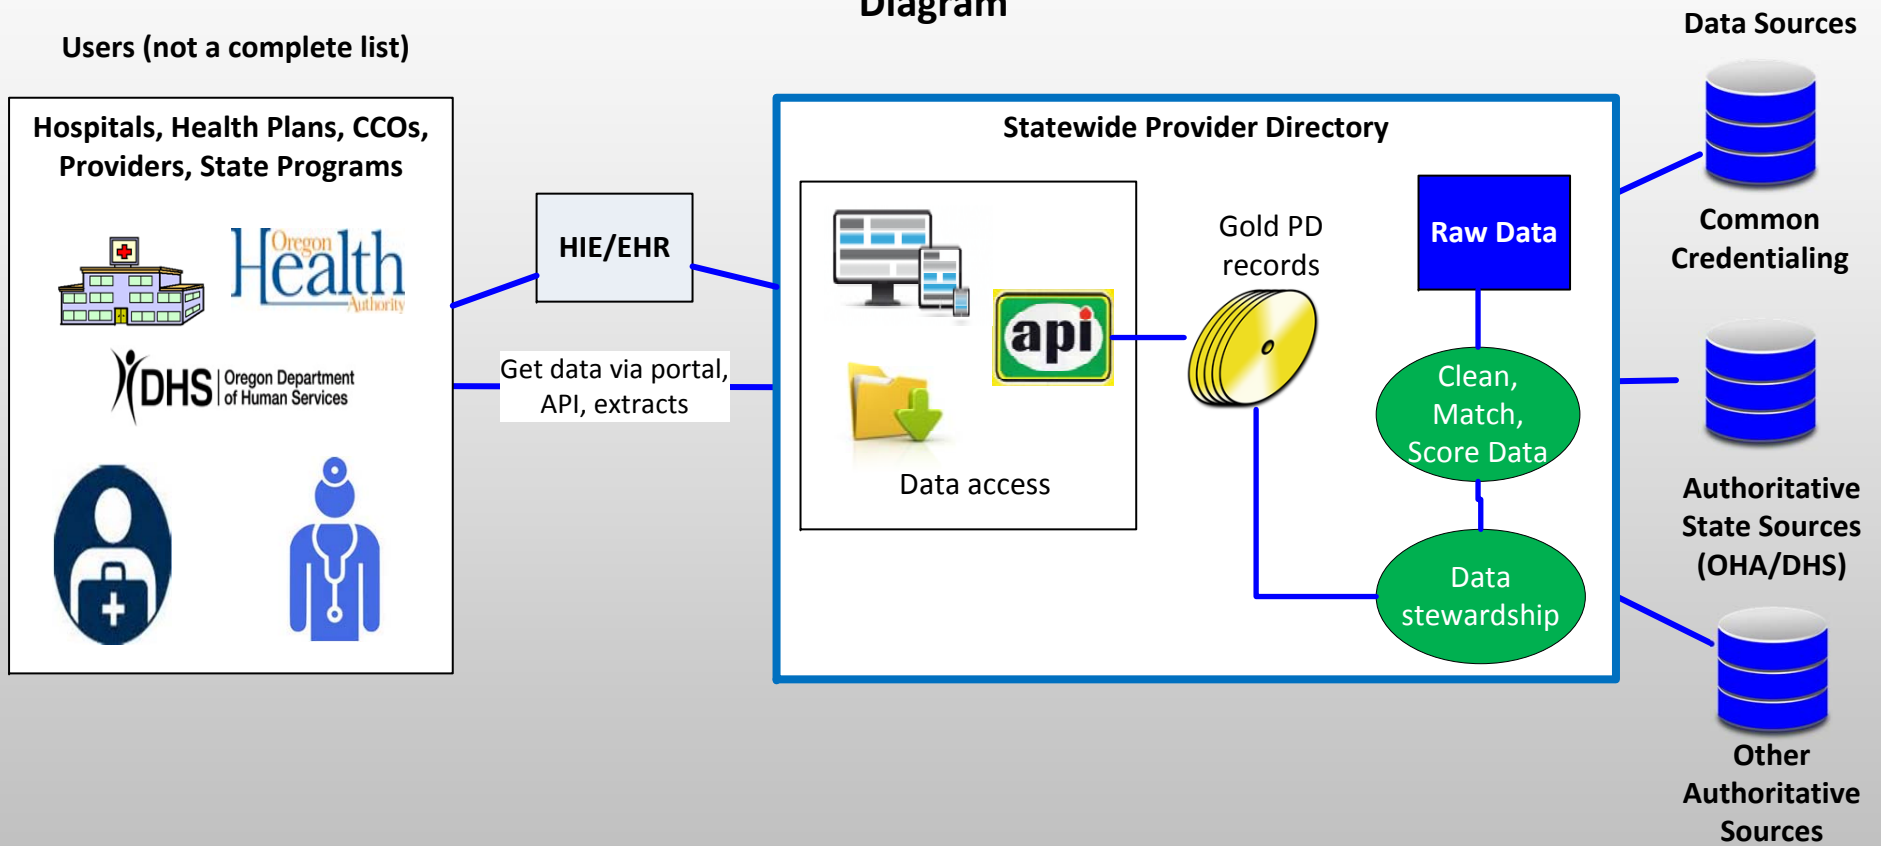 Diagram
Users (not a complete list)
Hospitals, Health Plans, CCOs,
Providers, State Programs
Oregon
Health
Authority
DHS
Oregon Department
of Human Services
HIE/EHR
Get data via portal,
API, extracts
Statewide Provider Directory
api
Data access
Gold PD
records
Raw Data
Clean,
Match,
Score Data
Data
stewardship
Data Sources
Common
Credentialing
Authoritative
State Sources
(OHA/DHS)
Other
Authoritative
Sources